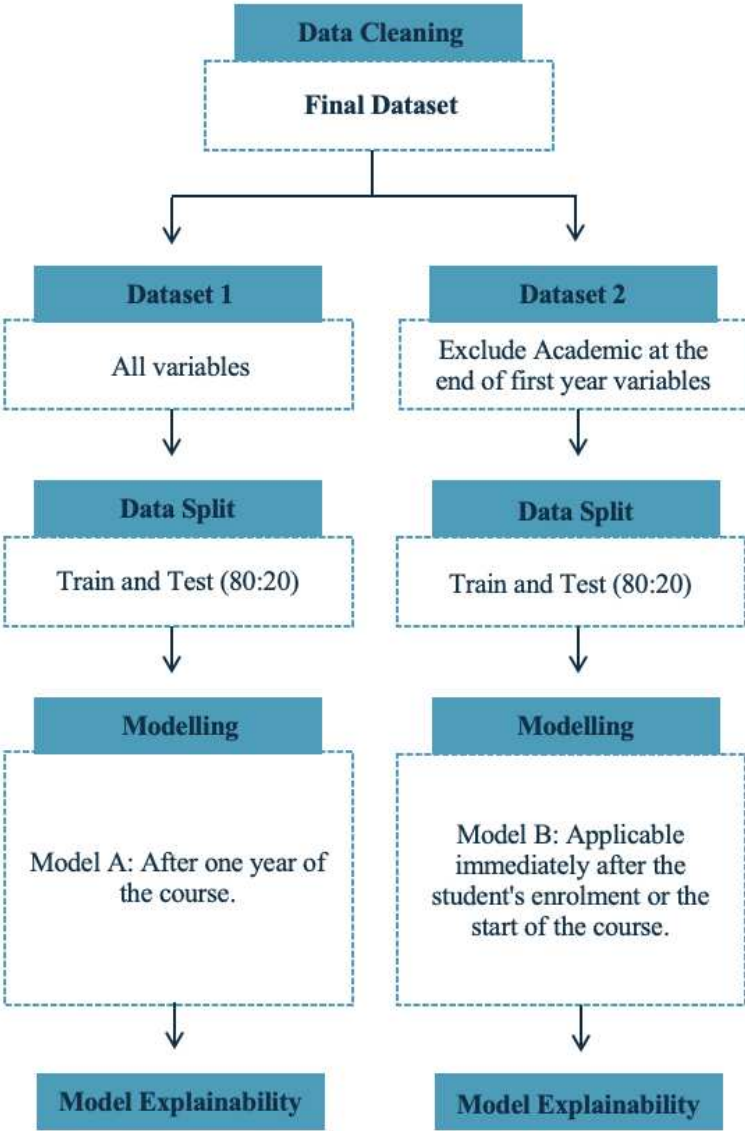 Data Cleaning
Final Dataset
Dataset 1
All variables
Data Split
Train and Test (80:20)
Modelling
Model A: After one year of
the course.
Model Explainability
Dataset 2
Exclude Academic at the
end of first year variables
Data Split
Train and Test (80:20)
Modelling
Model B: Applicable
immediately after the
student's enrolment or the
start of the course.
Model Explainability